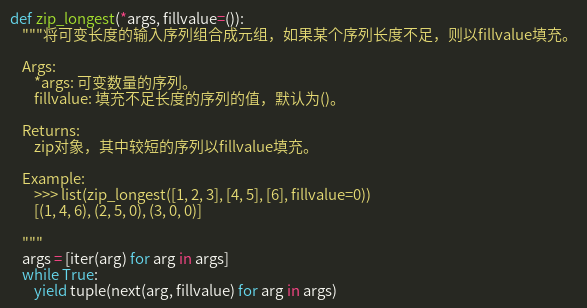 def zip_longest(*args, fillvalue=()):
"""将可变长度的输入序列组合成元组，如果某个序列长度不足，则以fillvalue填充。
Args:
*args: 可变数量的序列。
fillvalue: 填充不足长度的序列的值，默认为()。
Returns:
zip对象，其中较短的序列以fillvalue填充。
Example:
>>> list(zip_longest([1, 2, 3], [4, 5], [6], fillvalue=0))
[(1, 4, 6), (2, 5, 0), (3, 0, 0)]
"""
args = [iter(arg) for arg in args]
while True:
yield tuple(next(arg, fillvalue) for arg in args)